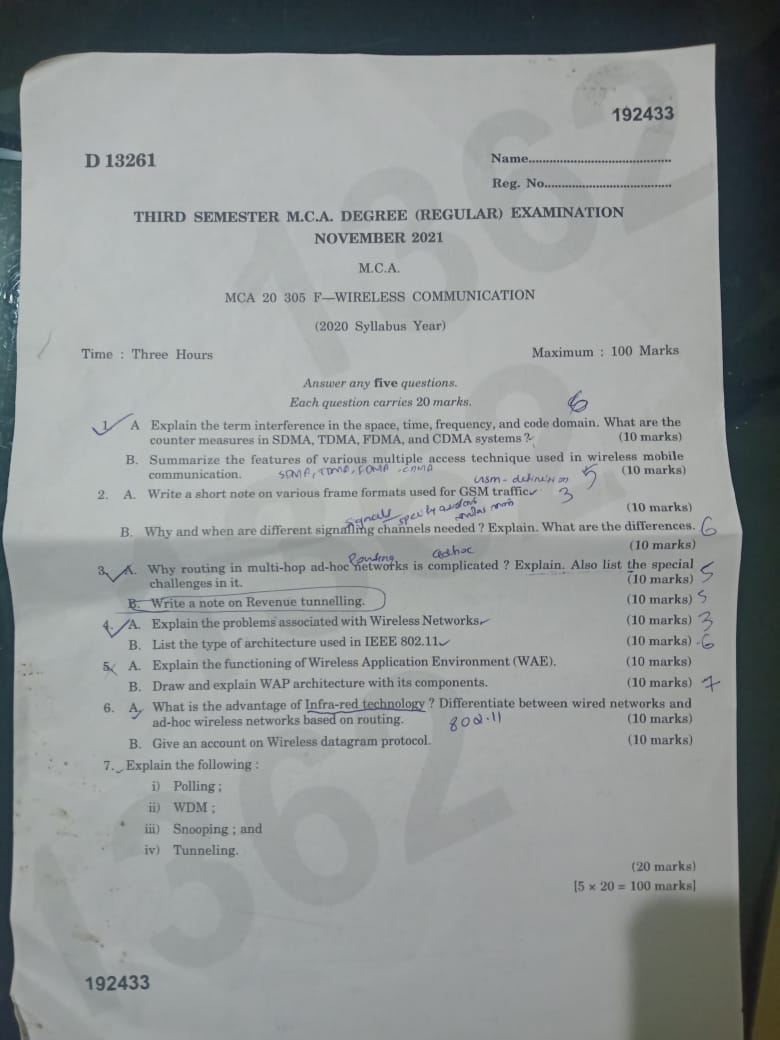 192433
D 13261
Name..........................................
Reg. No.....................................
THIRD SEMESTER M.C.A. DEGREE (REGULAR) EXAMINATION
NOVEMBER 2021
M.C.A.
MCA 20 305 F—WIRELESS COMMUNICATION
(2020 Syllabus Year)
Time : Three Hours Maximum : 100 Marks
Answer any five questions.
Each question carries 20 marks.
6
1. A Explain the term interference in the space, time, frequency, and code domain. What are the
counter measures in SDMA, TDMA, FDMA, and CDMA systems ? (10 marks)
B. Summarize the features of various multiple access technique used in wireless mobile
communication. SDMA, TDMA, FDMA, CDMA 5 (10 marks)
GSM - definition
2. A. Write a short note on various frame formats used for GSM traffic. 3
(10 marks)
signals
B. Why and when are different signalling channels needed ? Explain. What are the differences. 6
(10 marks)
Routing adhoc
3. A. Why routing in multi-hop ad-hoc networks is complicated ? Explain. Also list the special
challenges in it. (10 marks) 5
B. Write a note on Revenue tunnelling. (10 marks) 5
4. A. Explain the problems associated with Wireless Networks. (10 marks) 3
B. List the type of architecture used in IEEE 802.11. (10 marks) 6
5. A. Explain the functioning of Wireless Application Environment (WAE). (10 marks)
B. Draw and explain WAP architecture with its components. (10 marks) 7
6. A. What is the advantage of Infra-red technology ? Differentiate between wired networks and
ad-hoc wireless networks based on routing. 802.11 (10 marks)
B. Give an account on Wireless datagram protocol. (10 marks)
7. Explain the following :
i) Polling ;
ii) WDM ;
iii) Snooping ; and
iv) Tunneling.
(20 marks)
[5 × 20 = 100 marks]
192433
1362
1362
1362